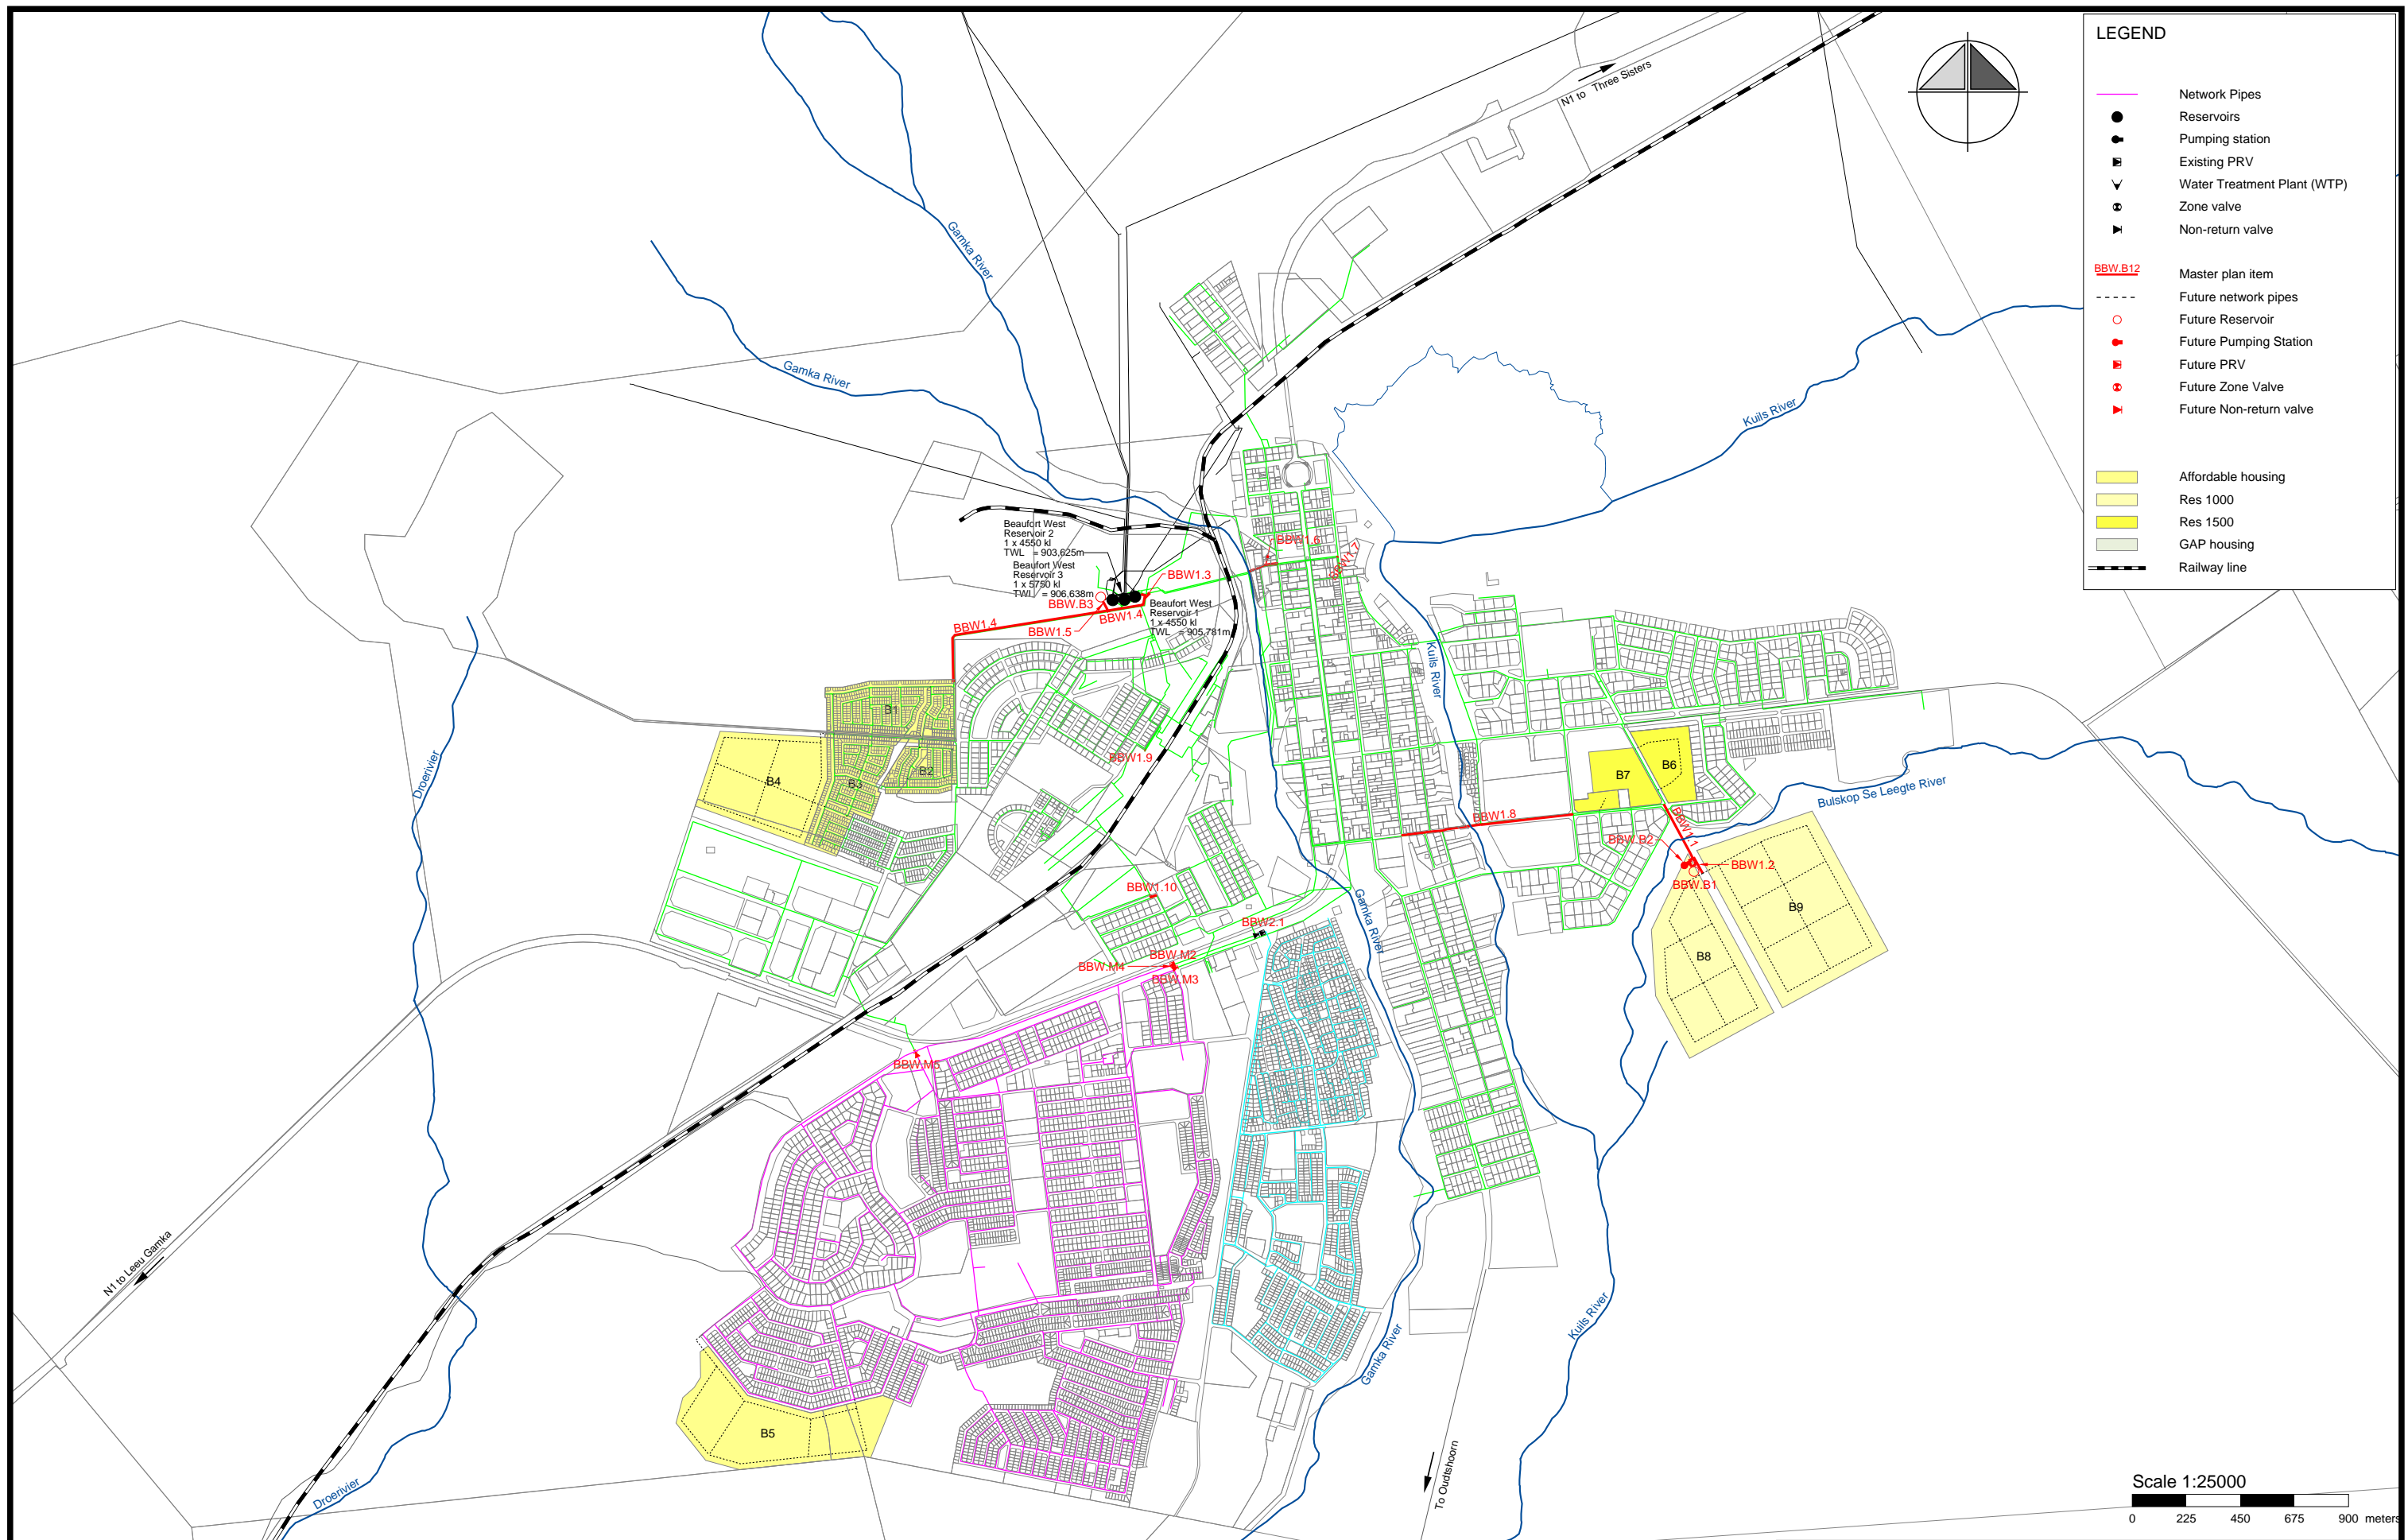 LEGEND
Network Pipes
Reservoirs
Pumping station
Existing PRV
Water Treatment Plant (WTP)
Zone valve
Non-return valve
BBW.B12
Master plan item
Future network pipes
Future Reservoir
Future Pumping Station
Future PRV
Future Zone Valve
Future Non-return valve
Affordable housing
Res 1000
Res 1500
GAP housing
Railway line
N1 to Three Sisters
Gamka River
Gamka River
Kuils River
Beaufort West
Reservoir 2
1 x 4550 kl
TWL = 903,625m
Beaufort West
Reservoir 3
1 x 5750 kl
TWL = 906,638m
Beaufort West
Reservoir 1
1 x 4550 kl
TWL = 905,781m
BBW1.6
BBW1.7
BBW1.3
BBW.B3
BBW1.4
BBW1.4
BBW1.5
Kuils River
B1
B2
B3
B4
BBW1.9
Droerivier
B7
B6
Bulskop Se Leegte River
BBW1.8
BBW1.1
BBW.B2
BBW1.2
BBW.B1
B9
B8
BBW1.10
BBW2.1
Gamka River
BBW.M2
BBW.M4
BBW.M3
BBW.M5
N1 to Leeu Gamka
Kuils River
Gamka River
B5
To Oudtshoorn
Droerivier
Scale 1:25000
0 225 450 675 900 meters